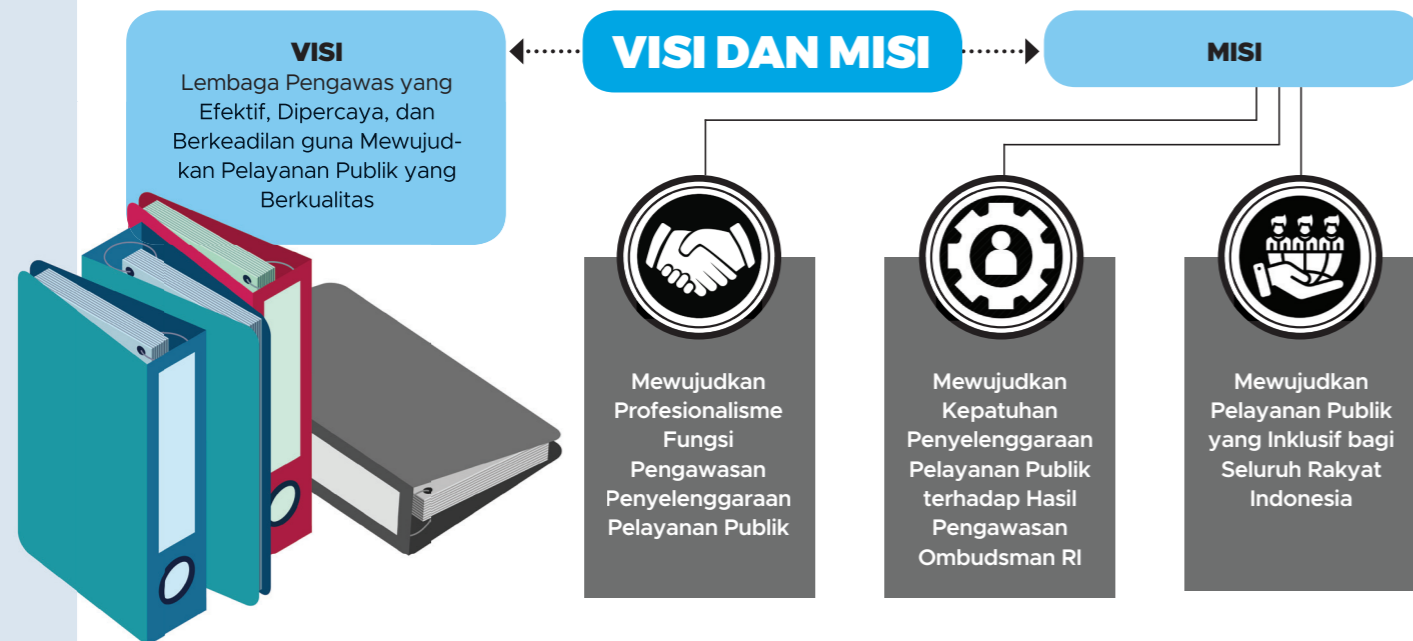 VISI DAN MISI
VISI
Lembaga Pengawas yang
Efektif, Dipercaya, dan
Berkeadilan guna Mewujud-
kan Pelayanan Publik yang
Berkualitas
MISI
Mewujudkan
Profesionalisme
Fungsi
Pengawasan
Penyelenggaraan
Pelayanan Publik
Mewujudkan
Kepatuhan
Penyelenggaraan
Pelayanan Publik
terhadap Hasil
Pengawasan
Ombudsman RI
Mewujudkan
Pelayanan Publik
yang Inklusif bagi
Seluruh Rakyat
Indonesia